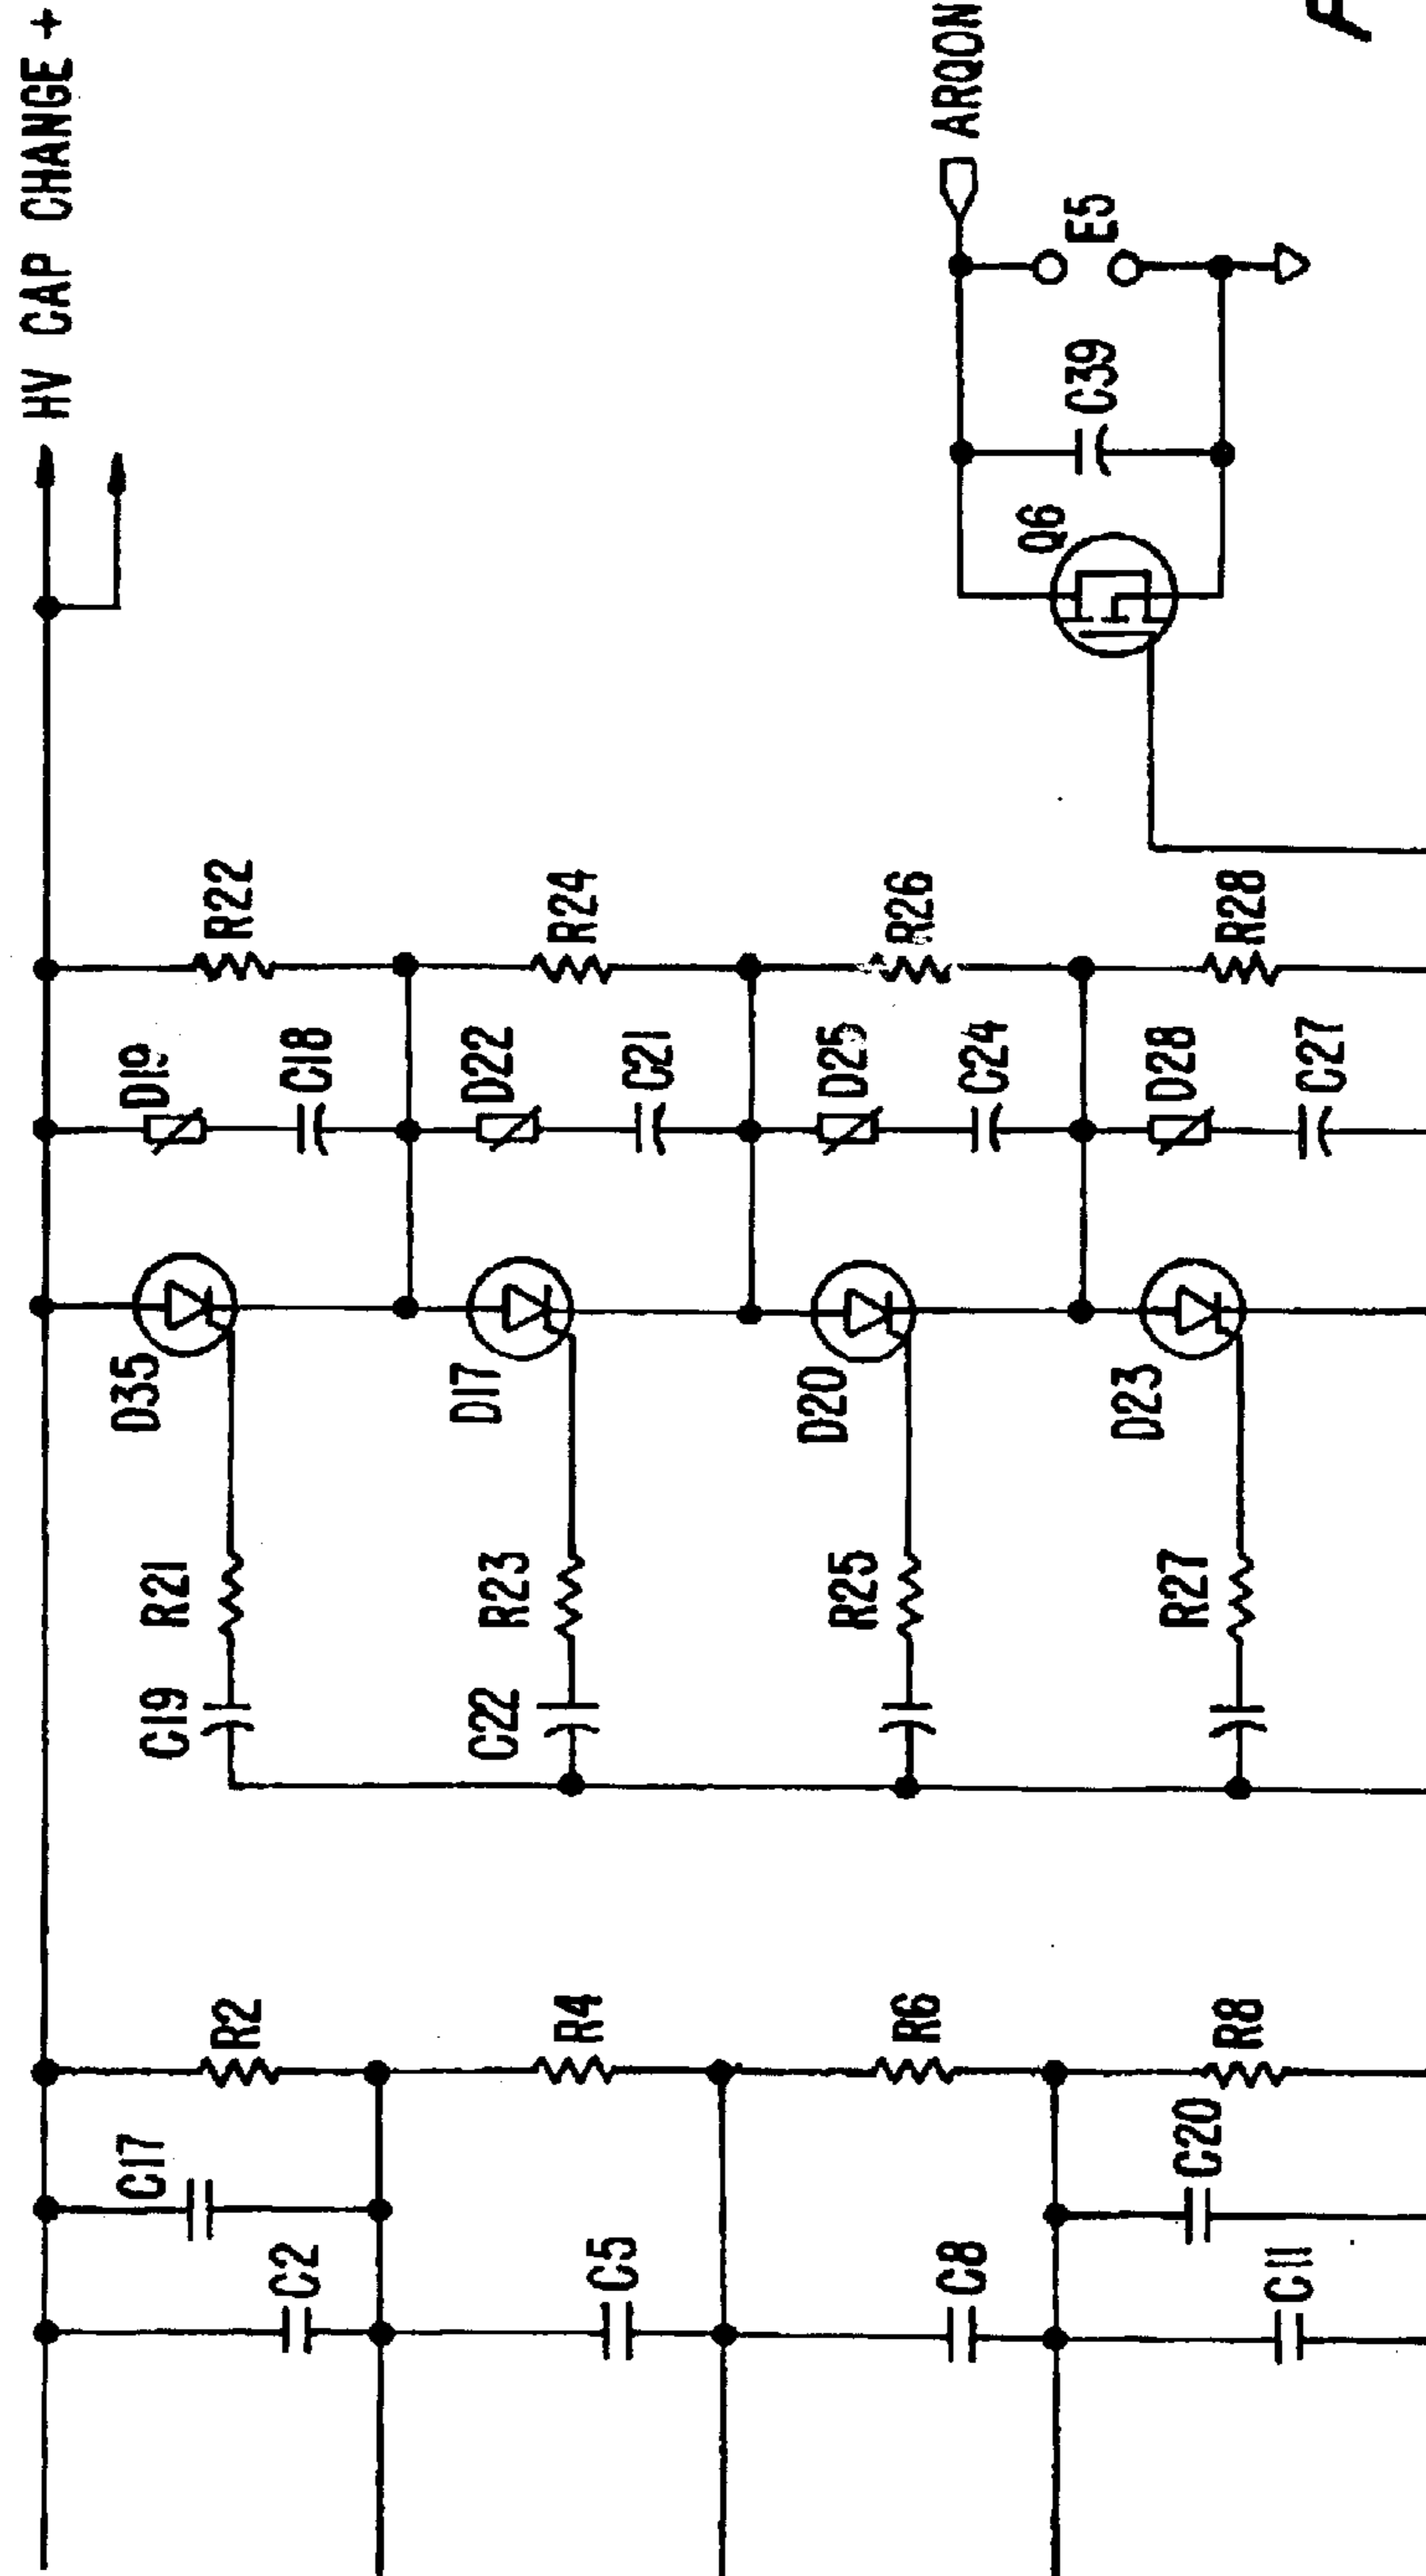 HV CAP CHANGE +
ARQON
E5
C39
Q6
R22
R24
R26
R28
D19
C18
D22
C21
D25
C24
D28
C27
D35
D17
D20
D23
R21
R23
R25
R27
C19
C22
R2
R4
R6
R8
C17
C20
C2
C5
C8
C11